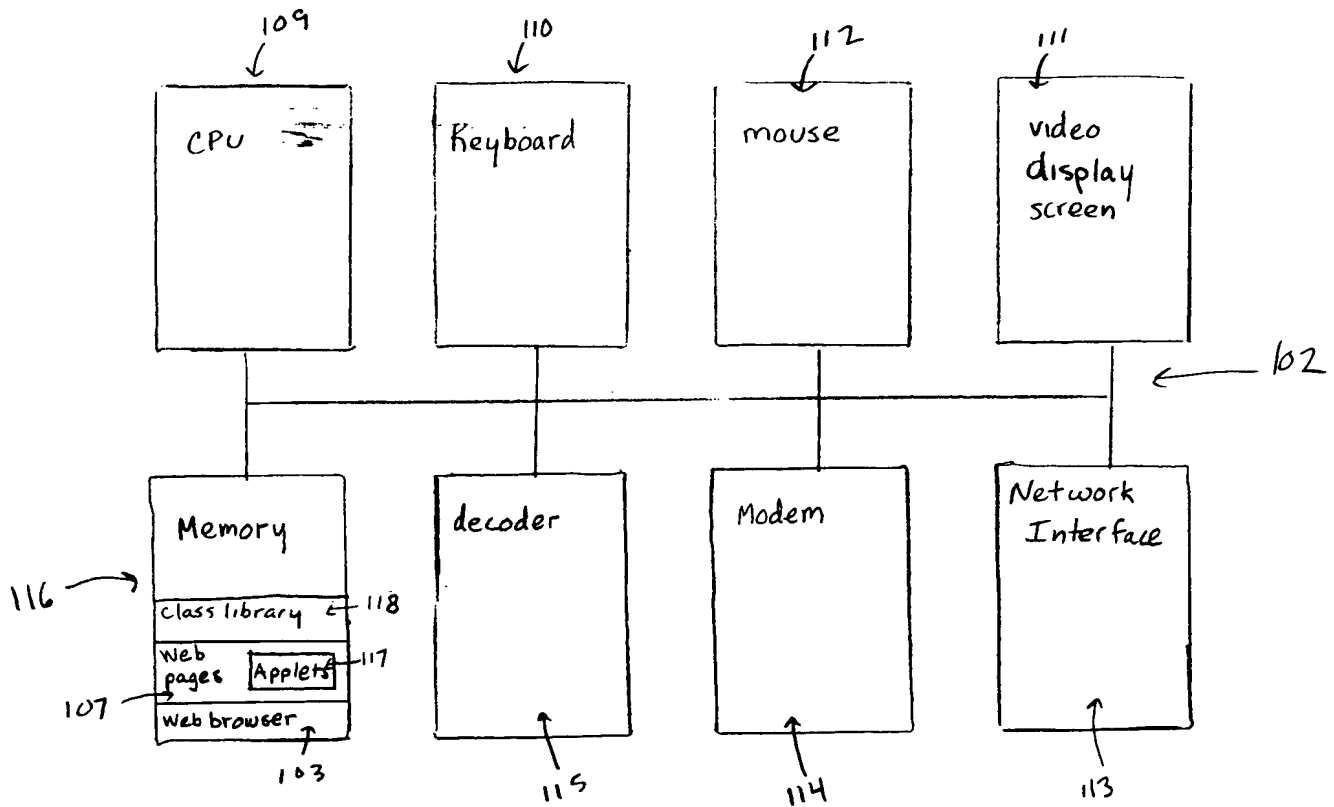 109
110
112
111
CPU
Keyboard
mouse
video
display
screen
102
Memory
decoder
Modem
Network
Interface
116
class library
118
Web
pages
Applets
117
107
Web browser
103
115
114
113